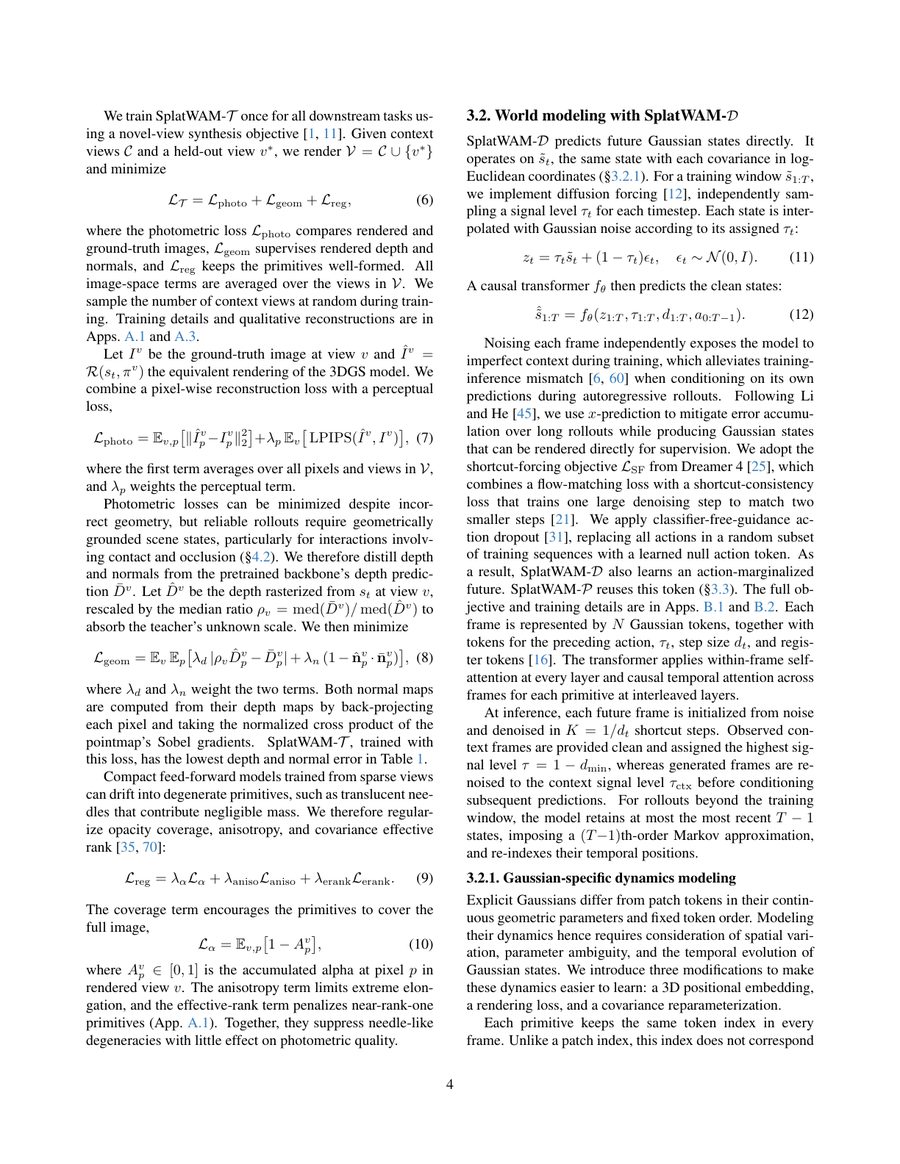 We train SplatWAM-𝒯 once for all downstream tasks us-
ing a novel-view synthesis objective [1, 11]. Given context
views 𝒞 and a held-out view v*, we render 𝒱 = 𝒞 ∪ {v*}
and minimize
ℒ_𝒯 = ℒ_photo + ℒ_geom + ℒ_reg, (6)
where the photometric loss ℒ_photo compares rendered and
ground-truth images, ℒ_geom supervises rendered depth and
normals, and ℒ_reg keeps the primitives well-formed. All
image-space terms are averaged over the views in 𝒱. We
sample the number of context views at random during train-
ing. Training details and qualitative reconstructions are in
Apps. A.1 and A.3.
Let I^v be the ground-truth image at view v and Î^v =
ℛ(s_t, π^v) the equivalent rendering of the 3DGS model. We
combine a pixel-wise reconstruction loss with a perceptual
loss,
ℒ_photo = 𝔼_{v,p}[‖Î_p^v − I_p^v‖_2^2] + λ_p 𝔼_v[LPIPS(Î^v, I^v)], (7)
where the first term averages over all pixels and views in 𝒱,
and λ_p weights the perceptual term.
Photometric losses can be minimized despite incor-
rect geometry, but reliable rollouts require geometrically
grounded scene states, particularly for interactions involv-
ing contact and occlusion (§4.2). We therefore distill depth
and normals from the pretrained backbone's depth predic-
tion D̄^v. Let D̂^v be the depth rasterized from s_t at view v,
rescaled by the median ratio ρ_v = med(D̄^v)/ med(D̂^v) to
absorb the teacher's unknown scale. We then minimize
ℒ_geom = 𝔼_v 𝔼_p[λ_d |ρ_v D̂_p^v − D̄_p^v| + λ_n (1 − n̂_p^v · n̄_p^v)], (8)
where λ_d and λ_n weight the two terms. Both normal maps
are computed from their depth maps by back-projecting
each pixel and taking the normalized cross product of the
pointmap's Sobel gradients. SplatWAM-𝒯, trained with
this loss, has the lowest depth and normal error in Table 1.
Compact feed-forward models trained from sparse views
can drift into degenerate primitives, such as translucent nee-
dles that contribute negligible mass. We therefore regular-
ize opacity coverage, anisotropy, and covariance effective
rank [35, 70]:
ℒ_reg = λ_α ℒ_α + λ_aniso ℒ_aniso + λ_erank ℒ_erank. (9)
The coverage term encourages the primitives to cover the
full image,
ℒ_α = 𝔼_{v,p}[1 − A_p^v], (10)
where A_p^v ∈ [0, 1] is the accumulated alpha at pixel p in
rendered view v. The anisotropy term limits extreme elon-
gation, and the effective-rank term penalizes near-rank-one
primitives (App. A.1). Together, they suppress needle-like
degeneracies with little effect on photometric quality.
3.2. World modeling with SplatWAM-𝒟
SplatWAM-𝒟 predicts future Gaussian states directly. It
operates on s̃_t, the same state with each covariance in log-
Euclidean coordinates (§3.2.1). For a training window s̃_{1:T},
we implement diffusion forcing [12], independently sam-
pling a signal level τ_t for each timestep. Each state is inter-
polated with Gaussian noise according to its assigned τ_t:
z_t = τ_t s̃_t + (1 − τ_t)ϵ_t, ϵ_t ∼ 𝒩(0, I). (11)
A causal transformer f_θ then predicts the clean states:
s̃̂_{1:T} = f_θ(z_{1:T}, τ_{1:T}, d_{1:T}, a_{0:T−1}). (12)
Noising each frame independently exposes the model to
imperfect context during training, which alleviates training-
inference mismatch [6, 60] when conditioning on its own
predictions during autoregressive rollouts. Following Li
and He [45], we use x-prediction to mitigate error accumu-
lation over long rollouts while producing Gaussian states
that can be rendered directly for supervision. We adopt the
shortcut-forcing objective ℒ_SF from Dreamer 4 [25], which
combines a flow-matching loss with a shortcut-consistency
loss that trains one large denoising step to match two
smaller steps [21]. We apply classifier-free-guidance ac-
tion dropout [31], replacing all actions in a random subset
of training sequences with a learned null action token. As
a result, SplatWAM-𝒟 also learns an action-marginalized
future. SplatWAM-𝒫 reuses this token (§3.3). The full ob-
jective and training details are in Apps. B.1 and B.2. Each
frame is represented by N Gaussian tokens, together with
tokens for the preceding action, τ_t, step size d_t, and regis-
ter tokens [16]. The transformer applies within-frame self-
attention at every layer and causal temporal attention across
frames for each primitive at interleaved layers.
At inference, each future frame is initialized from noise
and denoised in K = 1/d_t shortcut steps. Observed con-
text frames are provided clean and assigned the highest sig-
nal level τ = 1 − d_min, whereas generated frames are re-
noised to the context signal level τ_ctx before conditioning
subsequent predictions. For rollouts beyond the training
window, the model retains at most the most recent T − 1
states, imposing a (T−1)th-order Markov approximation,
and re-indexes their temporal positions.
3.2.1. Gaussian-specific dynamics modeling
Explicit Gaussians differ from patch tokens in their contin-
uous geometric parameters and fixed token order. Modeling
their dynamics hence requires consideration of spatial vari-
ation, parameter ambiguity, and the temporal evolution of
Gaussian states. We introduce three modifications to make
these dynamics easier to learn: a 3D positional embedding,
a rendering loss, and a covariance reparameterization.
Each primitive keeps the same token index in every
frame. Unlike a patch index, this index does not correspond
4